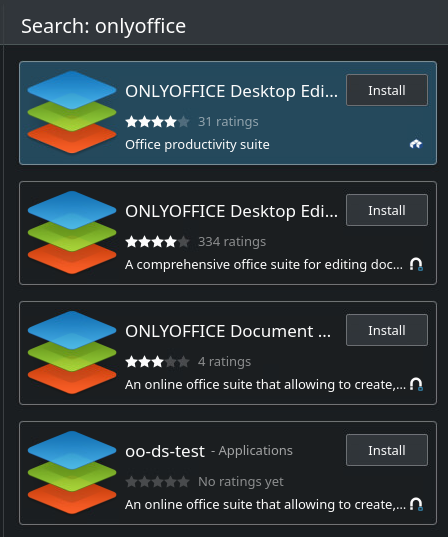 Search: onlyoffice
ONLYOFFICE Desktop Edi... Install
31 ratings
Office productivity suite
ONLYOFFICE Desktop Edi... Install
334 ratings
A comprehensive office suite for editing doc...
ONLYOFFICE Document ... Install
4 ratings
An online office suite that allowing to create,...
oo-ds-test - Applications Install
No ratings yet
An online office suite that allowing to create,...